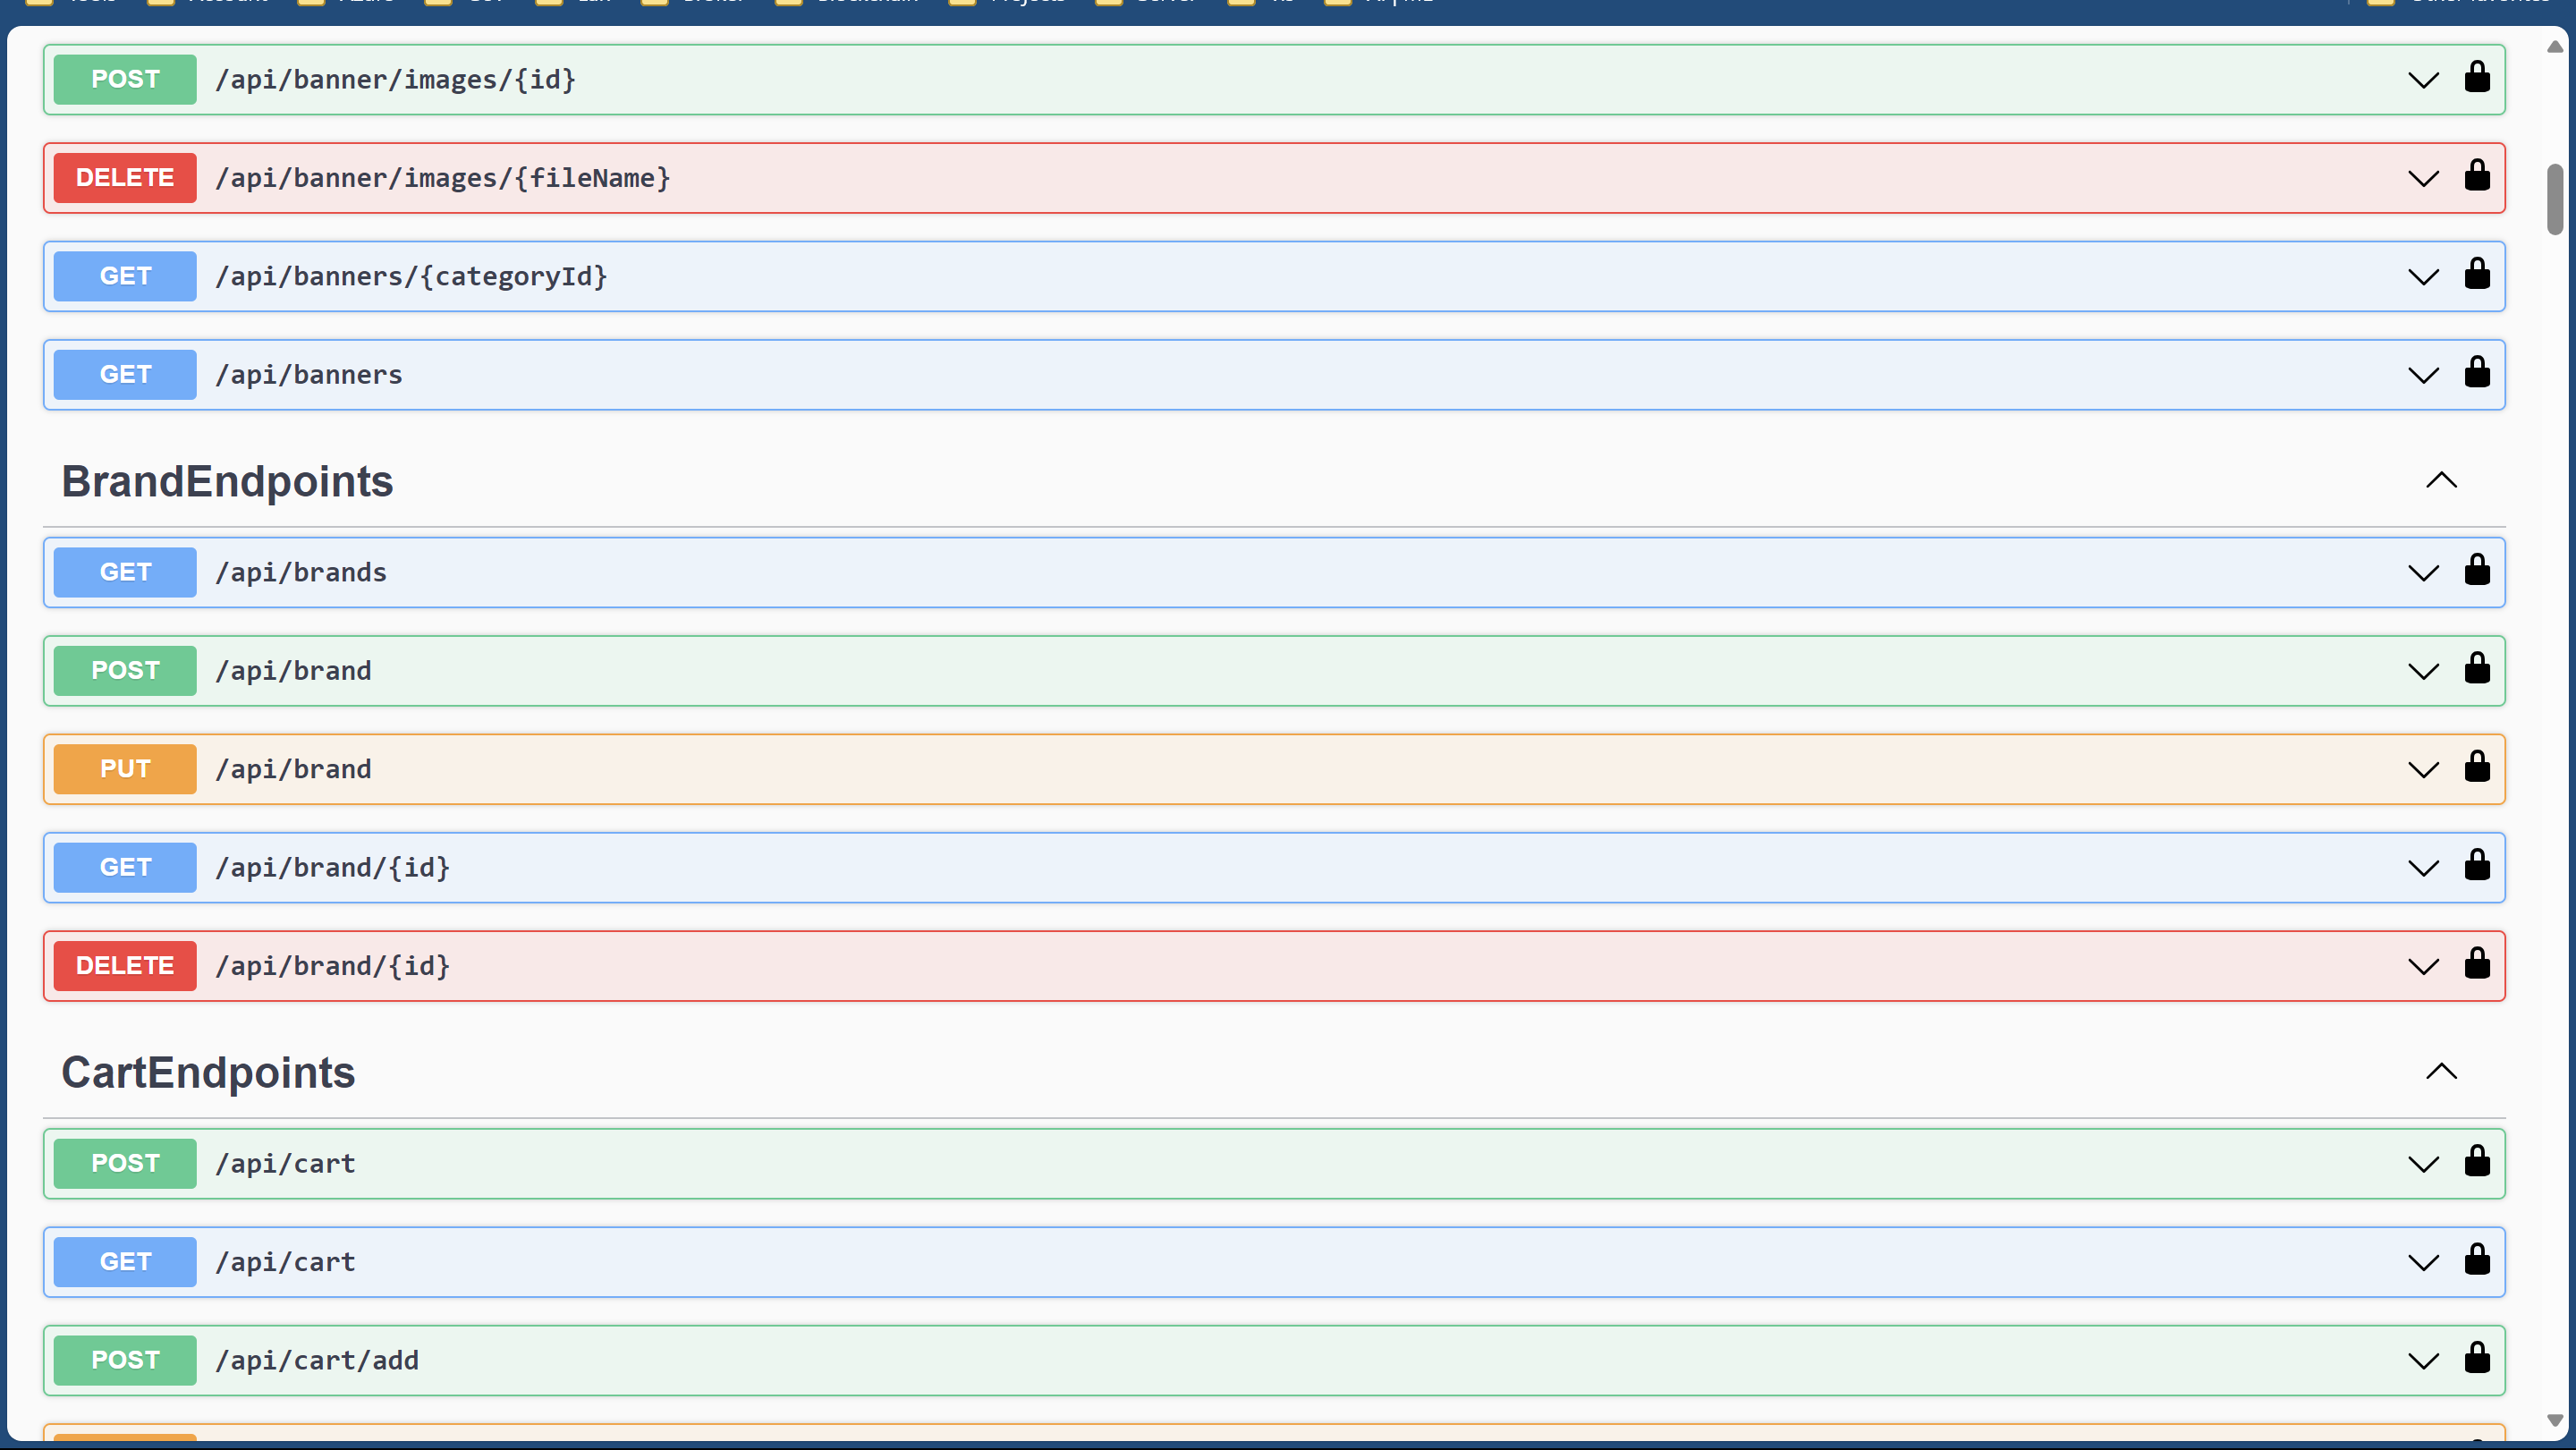 POST /api/banner/images/{id}
DELETE /api/banner/images/{fileName}
GET /api/banners/{categoryId}
GET /api/banners
BrandEndpoints
GET /api/brands
POST /api/brand
PUT /api/brand
GET /api/brand/{id}
DELETE /api/brand/{id}
CartEndpoints
POST /api/cart
GET /api/cart
POST /api/cart/add